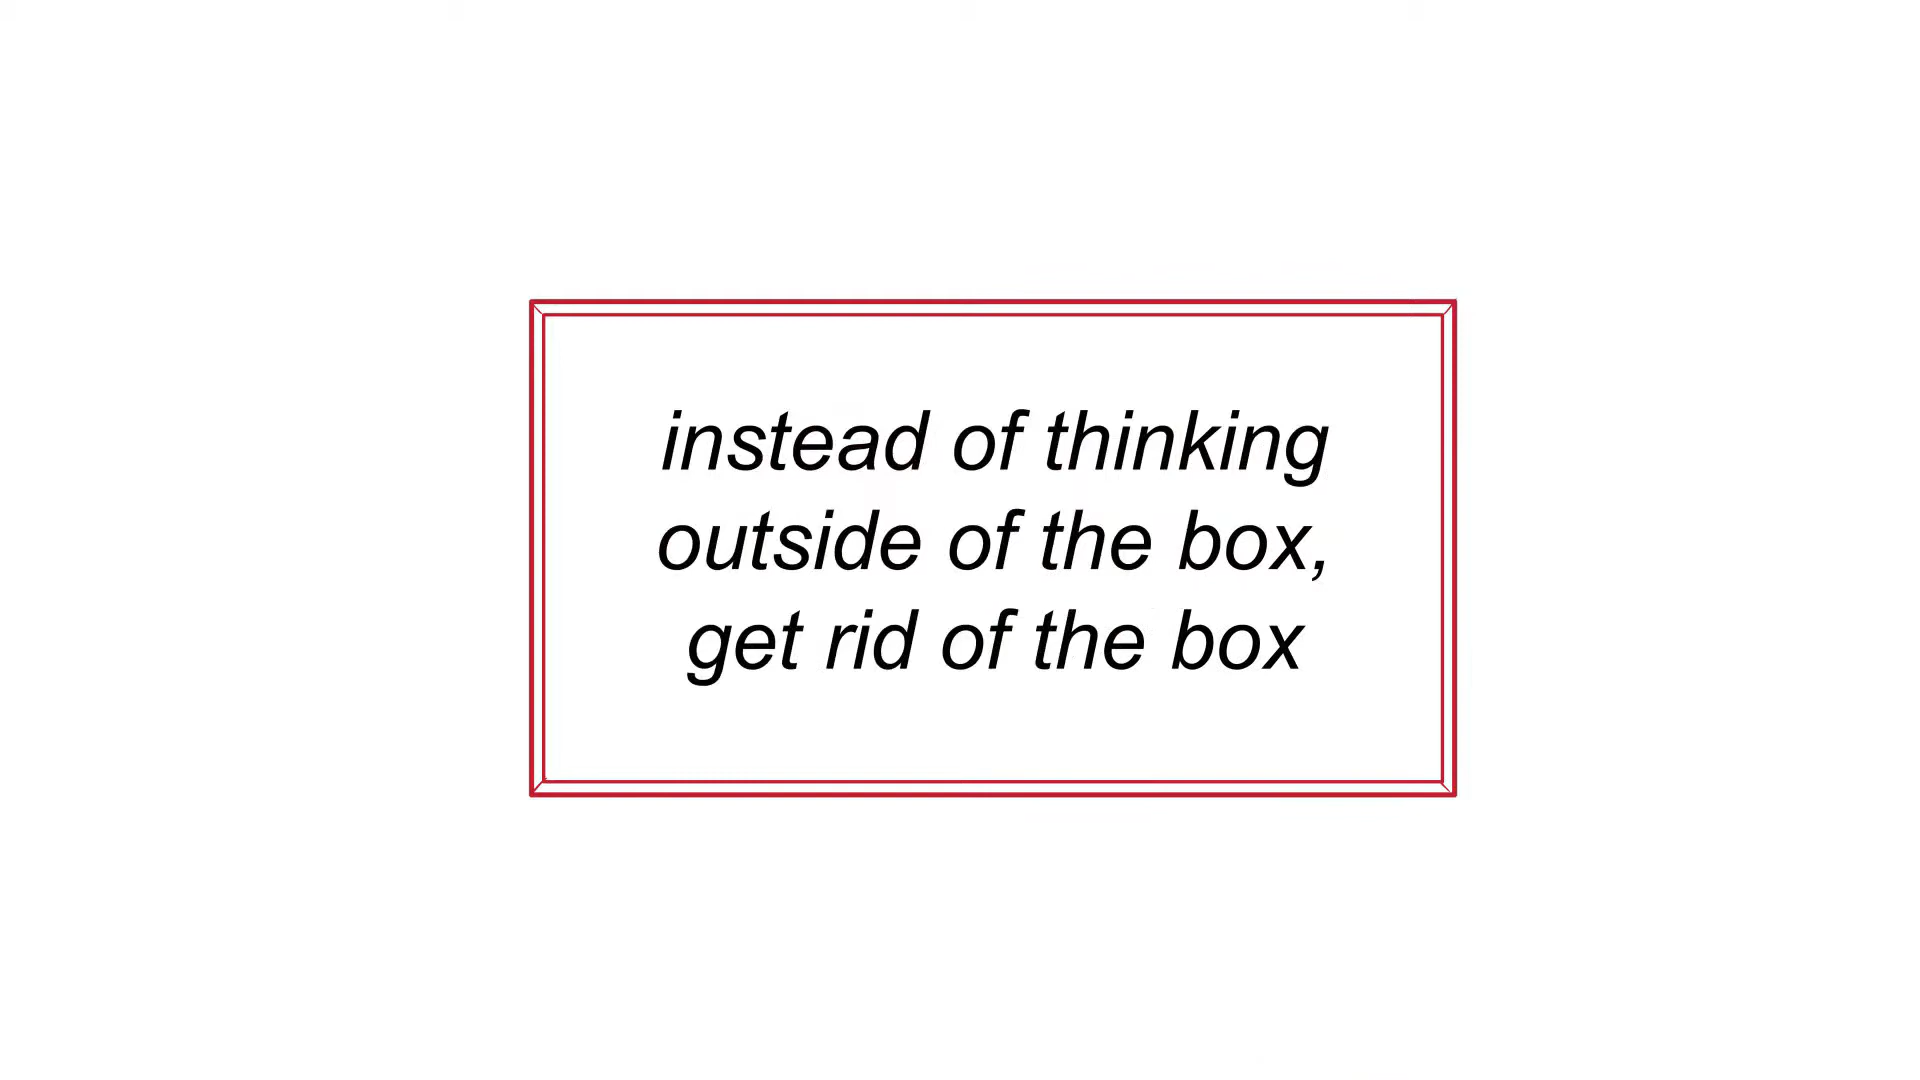 instead of thinking
outside of the box,
get rid of the box